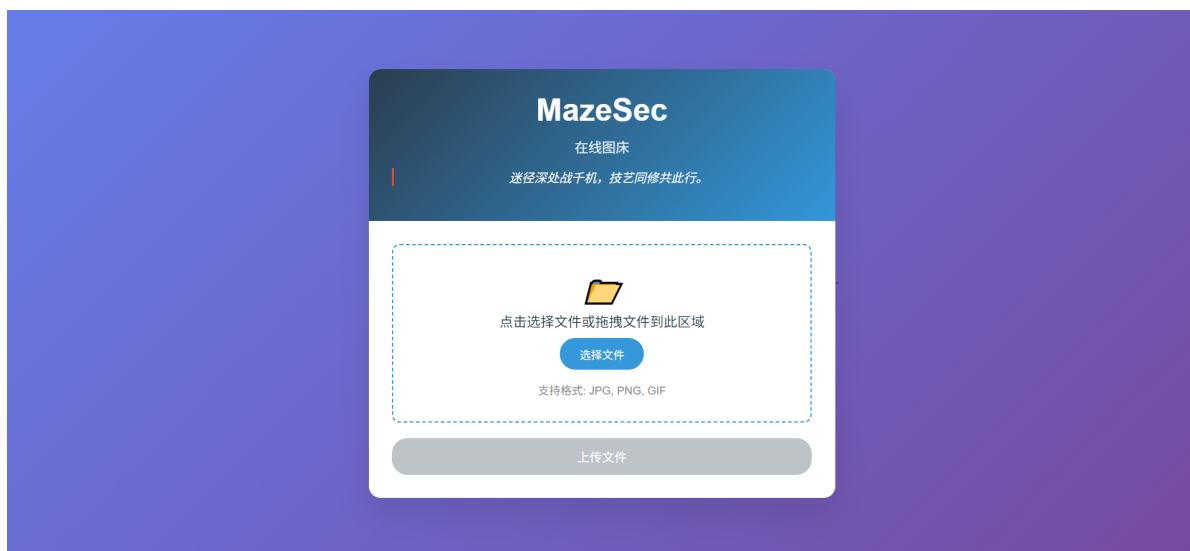 MazeSec
在线图床
迷径深处战千机，技艺同修共此行。
点击选择文件或拖拽文件到此区域
选择文件
支持格式: JPG, PNG, GIF
上传文件